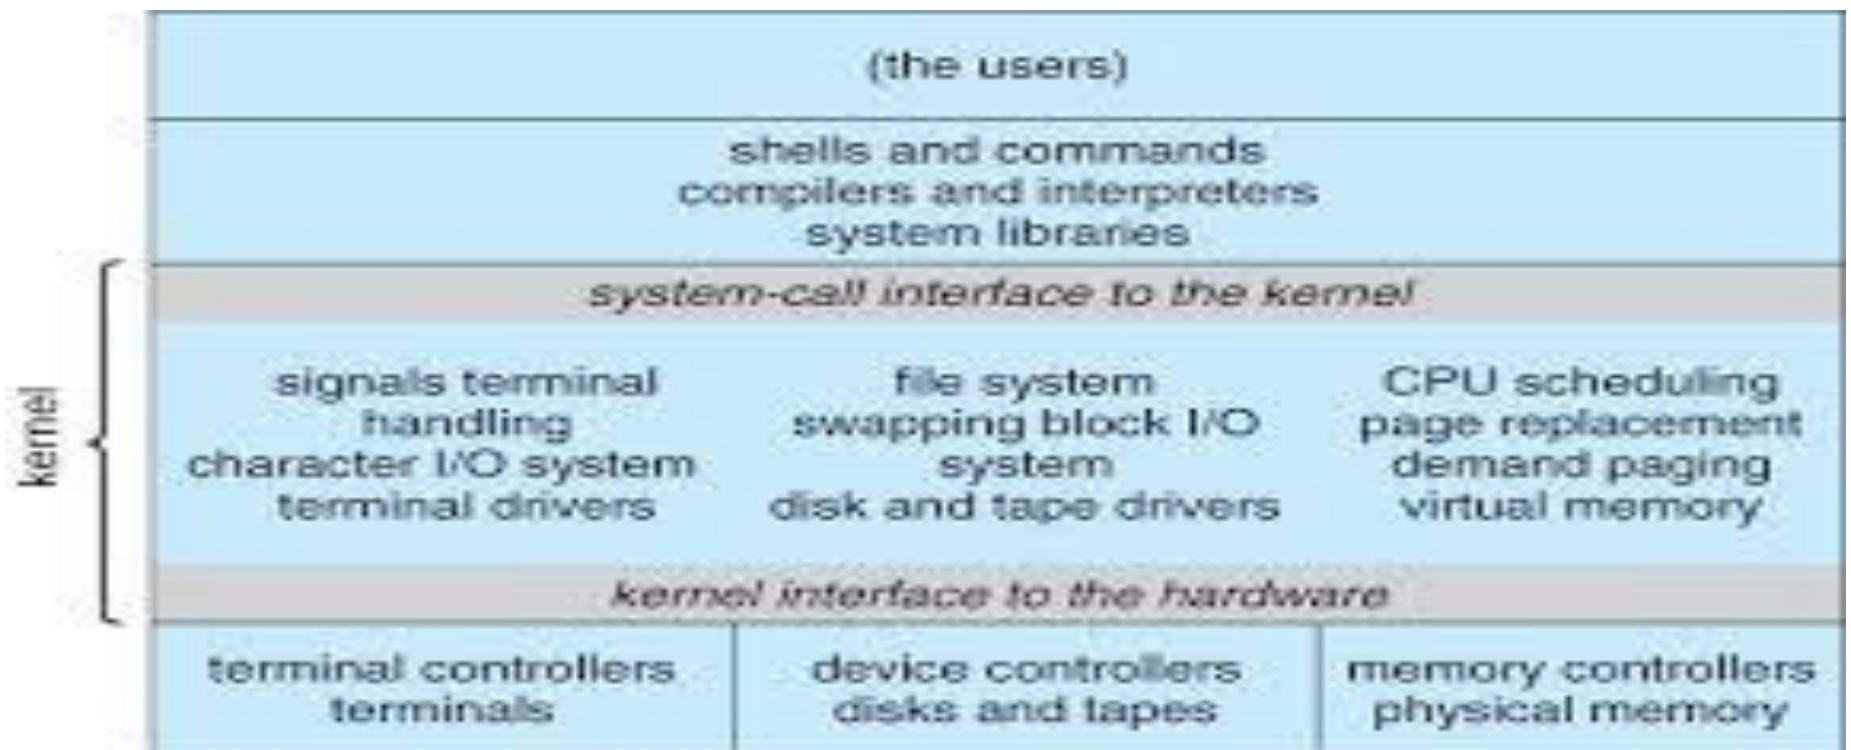 (the users)
shells and commands
compilers and interpreters
system libraries
system-call interface to the kernel
kernel
signals terminal
handling
character I/O system
terminal drivers
file system
swapping block I/O
system
disk and tape drivers
CPU scheduling
page replacement
demand paging
virtual memory
kernel interface to the hardware
terminal controllers
terminals
device controllers
disks and tapes
memory controllers
physical memory